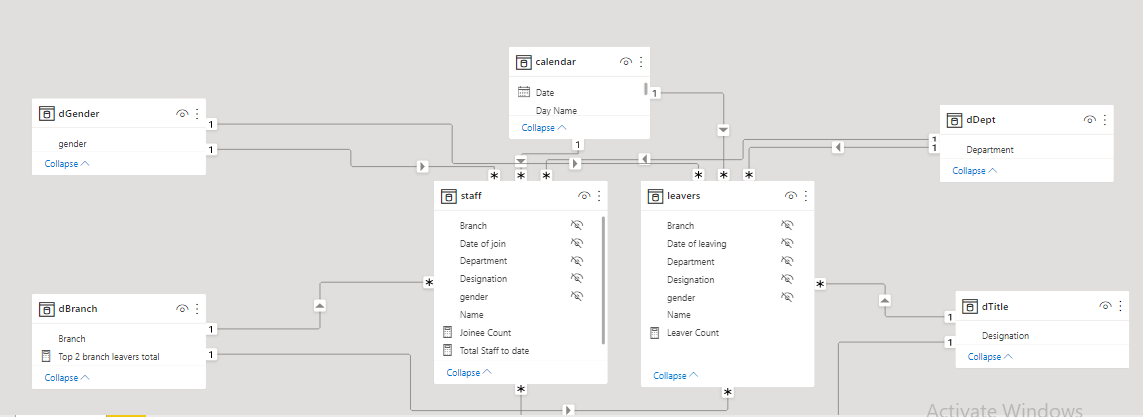 calendar
Date
Day Name
Collapse
1
1
dGender
gender
Collapse
1
1
dDept
Department
Collapse
1
1
* * *
* * *
staff
Branch
Date of join
Department
Designation
gender
Name
Joinee Count
Total Staff to date
Collapse
*
*
leavers
Branch
Date of leaving
Department
Designation
gender
Name
Leaver Count
Collapse
*
*
dBranch
Branch
Top 2 branch leavers total
Collapse
1
1
dTitle
Designation
Collapse
1
1
Activate Windows